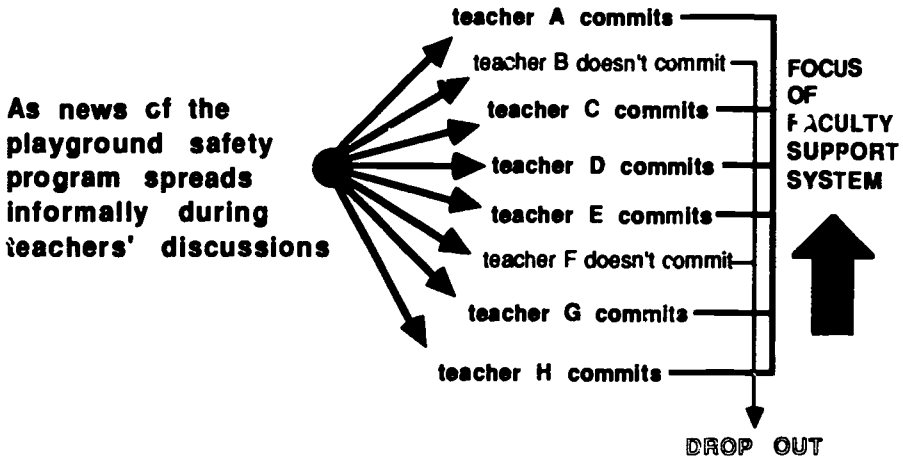 As news of the
playground safety
program spreads
informally during
teachers' discussions
teacher A commits
teacher B doesn't commit
teacher C commits
teacher D commits
teacher E commits
teacher F doesn't commit
teacher G commits
teacher H commits
FOCUS
OF
FACULTY
SUPPORT
SYSTEM
DROP OUT